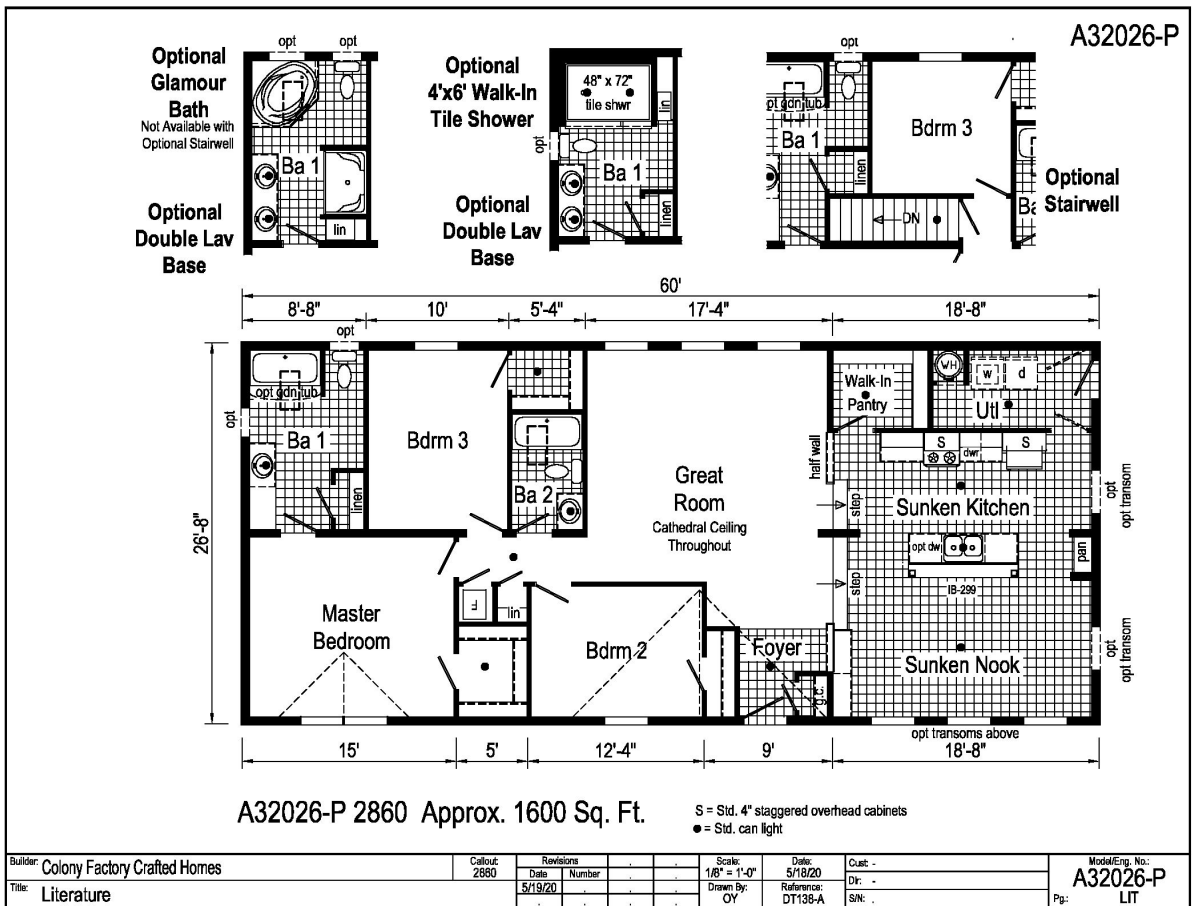 A32026-P
Optional
Glamour
Bath
Not Available with
Optional Stairwell
Optional
Double Lav
Base
opt
opt
Ba 1
lin
Optional
4'x6' Walk-In
Tile Shower
Optional
Double Lav
Base
48" x 72"
tile shwr
lin
opt
Ba 1
linen
opt
opt gdn tub
Ba 1
linen
Bdrm 3
DN
Optional
Stairwell
60'
8'-8"
10'
5'-4"
17'-4"
18'-8"
opt
26'-8"
opt
opt gdn tub
Ba 1
linen
Bdrm 3
Ba 2
Great
Room
Cathedral Ceiling
Throughout
half wall
step
step
Walk-In
Pantry
WH
w
d
Utl
S
dwr
S
Sunken Kitchen
opt
opt transom
opt dw
pan
IB-299
Master
Bedroom
lin
Bdrm 2
Foyer
g.c.
Sunken Nook
opt
opt transom
opt transoms above
15'
5'
12'-4"
9'
18'-8"
A32026-P 2860 Approx. 1600 Sq. Ft.
S = Std. 4" staggered overhead cabinets
● = Std. can light
Builder: Colony Factory Crafted Homes
Title: Literature
Callout:
2860
Revisions
Date Number
5/19/20
Scale:
1/8" = 1'-0"
Drawn By:
OY
Date:
5/18/20
Reference:
DT136-A
Cust: -
Dlr: -
S/N: .
Model/Eng. No.:
A32026-P
Pg.: LIT